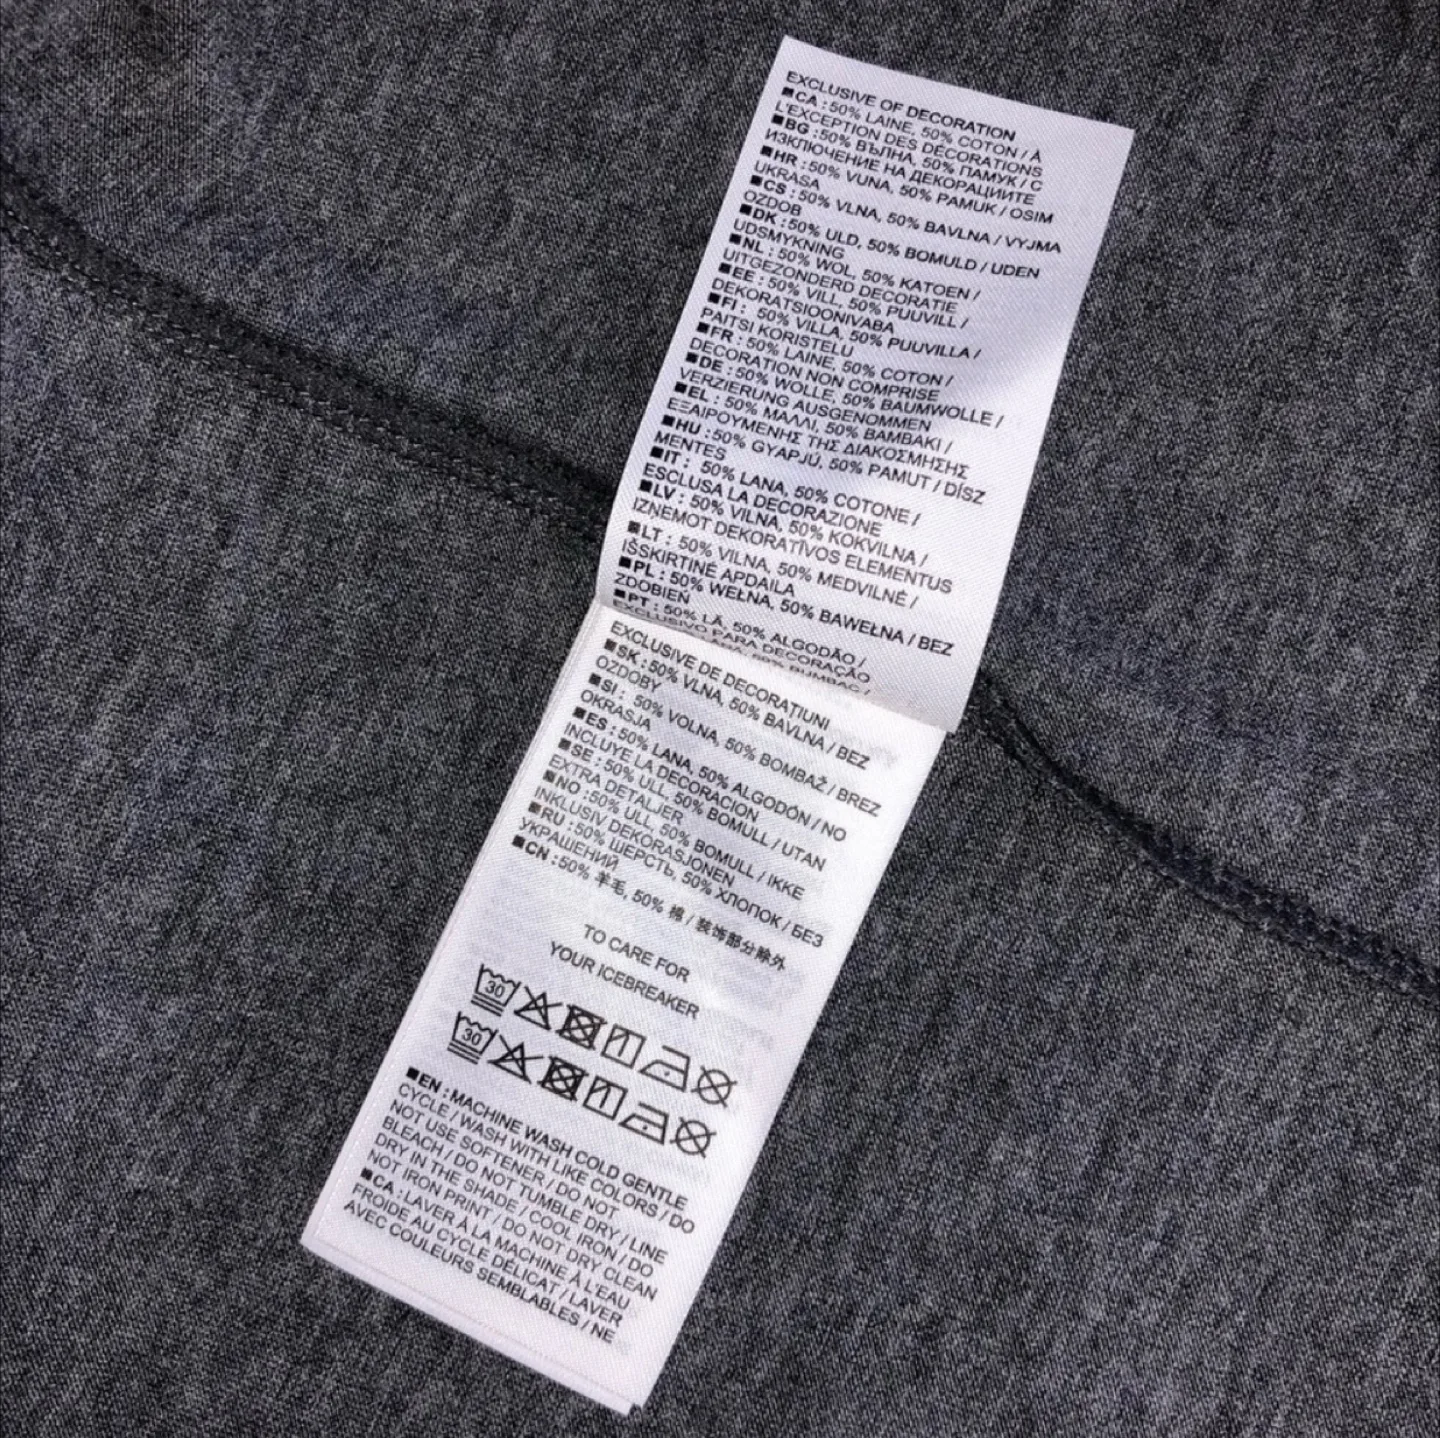 EXCLUSIVE OF DECORATION
■CA : 50% LAINE, 50% COTON / À
L'EXCEPTION DES DÉCORATIONS
■BG : 50% ВЪЛНА, 50% ПАМУК / С
ИЗКЛЮЧЕНИЕ НА ДЕКОРАЦИИТЕ
■HR : 50% VUNA, 50% PAMUK / OSIM
UKRASA
■CS : 50% VLNA, 50% BAVLNA / VYJMA
OZDOB
■DK : 50% ULD, 50% BOMULD / UDEN
UDSMYKNING
■NL : 50% WOL, 50% KATOEN /
UITGEZONDERD DECORATIE
■EE : 50% VILL, 50% PUUVILL /
DEKORATSIOONIVABA
■FI : 50% VILLA, 50% PUUVILLA /
PAITSI KORISTELU
■FR : 50% LAINE, 50% COTON /
DECORATION NON COMPRISE
■DE : 50% WOLLE, 50% BAUMWOLLE /
VERZIERUNG AUSGENOMMEN
■EL : 50% ΜΑΛΛΙ, 50% ΒΑΜΒΑΚΙ /
ΕΞΑΙΡΟΥΜΕΝΗΣ ΤΗΣ ΔΙΑΚΟΣΜΗΣΗΣ
■HU : 50% GYAPJÚ, 50% PAMUT / DÍSZ
MENTES
■IT : 50% LANA, 50% COTONE /
ESCLUSA LA DECORAZIONE
■LV : 50% VILNA, 50% KOKVILNA /
IZŅEMOT DEKORATĪVOS ELEMENTUS
■LT : 50% VILNA, 50% MEDVILNĖ /
IŠSKIRTINĖ APDAILA
■PL : 50% WEŁNA, 50% BAWEŁNA / BEZ
ZDOBIEŃ
■PT : 50% LÃ, 50% ALGODÃO /
EXCLUSIVO PARA DECORAÇÃO
50% BUMBAC /
EXCLUSIVE DE DECORATIUNI
■SK : 50% VLNA, 50% BAVLNA / BEZ
OZDOBY
■SI : 50% VOLNA, 50% BOMBAŽ / BREZ
OKRASJA
■ES : 50% LANA, 50% ALGODÓN / NO
INCLUYE LA DECORACION
■SE : 50% ULL, 50% BOMULL / UTAN
EXTRA DETALJER
■NO : 50% ULL, 50% BOMULL / IKKE
INKLUSIV DEKORASJONEN
■RU : 50% ШЕРСТЬ, 50% ХЛОПОК / БЕЗ
УКРАШЕНИЙ
■CN : 50% 羊毛, 50% 棉 / 装饰部分除外
TO CARE FOR
YOUR ICEBREAKER
30
30
■EN : MACHINE WASH COLD GENTLE
CYCLE / WASH WITH LIKE COLORS / DO
NOT USE SOFTENER / DO NOT
BLEACH / DO NOT TUMBLE DRY / LINE
DRY IN THE SHADE / COOL IRON / DO
NOT IRON PRINT / DO NOT DRY CLEAN
■CA : LAVER À LA MACHINE À L'EAU
FROIDE AU CYCLE DÉLICAT / LAVER
AVEC COULEURS SEMBLABLES / NE